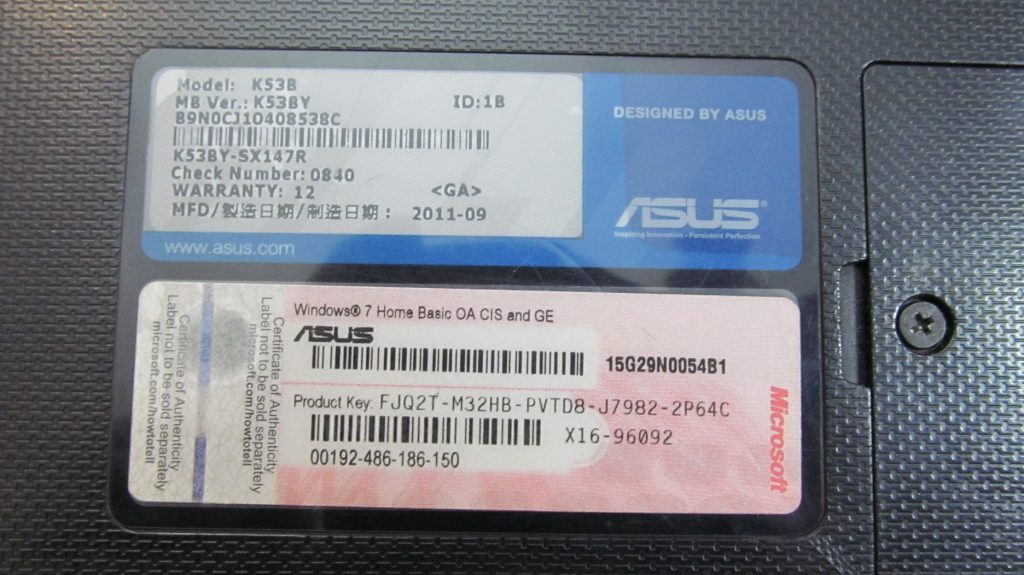 Model: K53B
MB Ver.: K53BY ID:1B
B9N0CJ10408538C
K53BY-SX147R
Check Number: 0840
WARRANTY: 12 <GA>
MFD/製造日期/制造日期: 2011-09
DESIGNED BY ASUS
ASUS®
Inspiring Innovation • Persistent Perfection
www.asus.com
Certificate of Authenticity
Label not to be sold separately
microsoft.com/howtotell
Certificate of Authenticity
Label not to be sold separately
microsoft.com/howtotell
Windows® 7 Home Basic OA CIS and GE
ASUS
15G29N0054B1
Product Key: FJQ2T-M32HB-PVTD8-J7982-2P64C
X16-96092
00192-486-186-150
Microsoft